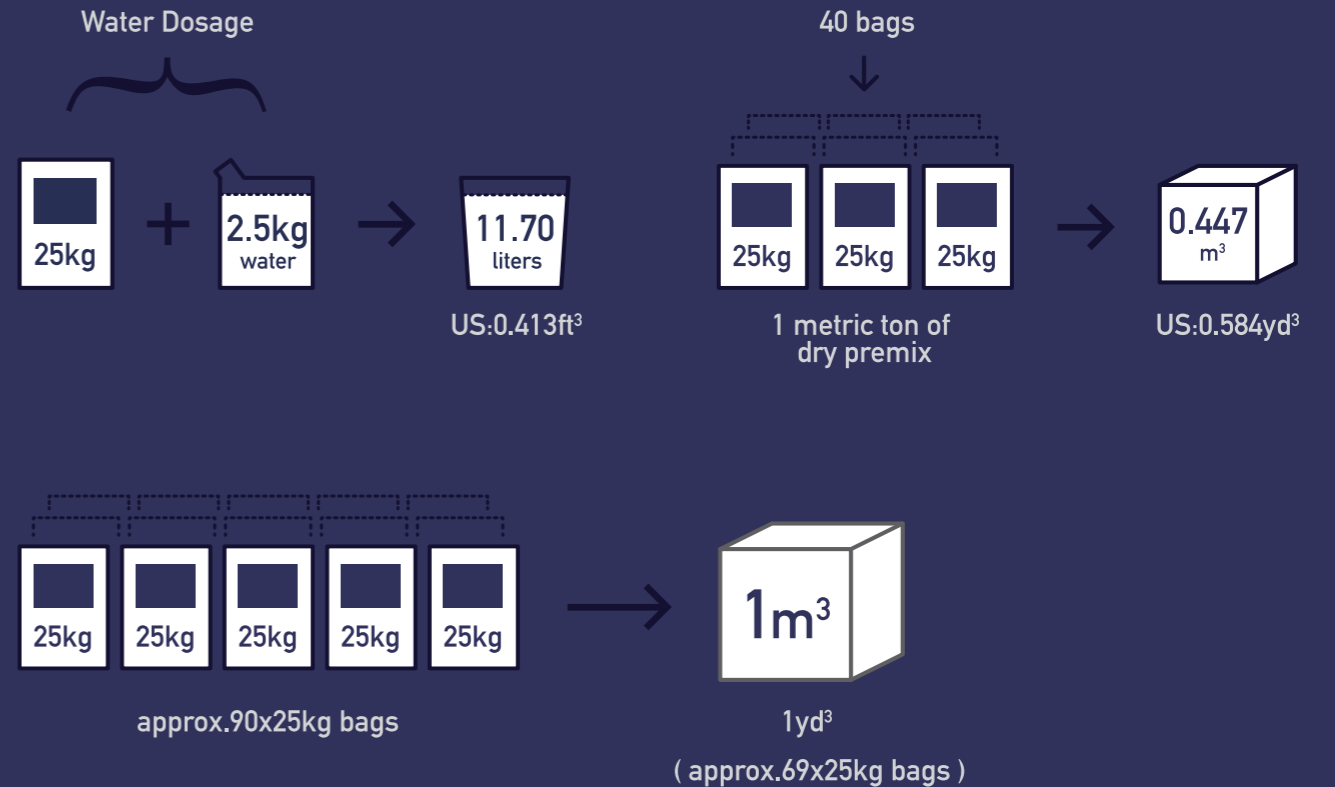 Water Dosage
25kg
2.5kg
water
11.70
liters
US:0.413ft³
40 bags
25kg
25kg
25kg
1 metric ton of
dry premix
0.447
m³
US:0.584yd³
25kg
25kg
25kg
25kg
25kg
approx.90x25kg bags
1m³
1yd³
( approx.69x25kg bags )